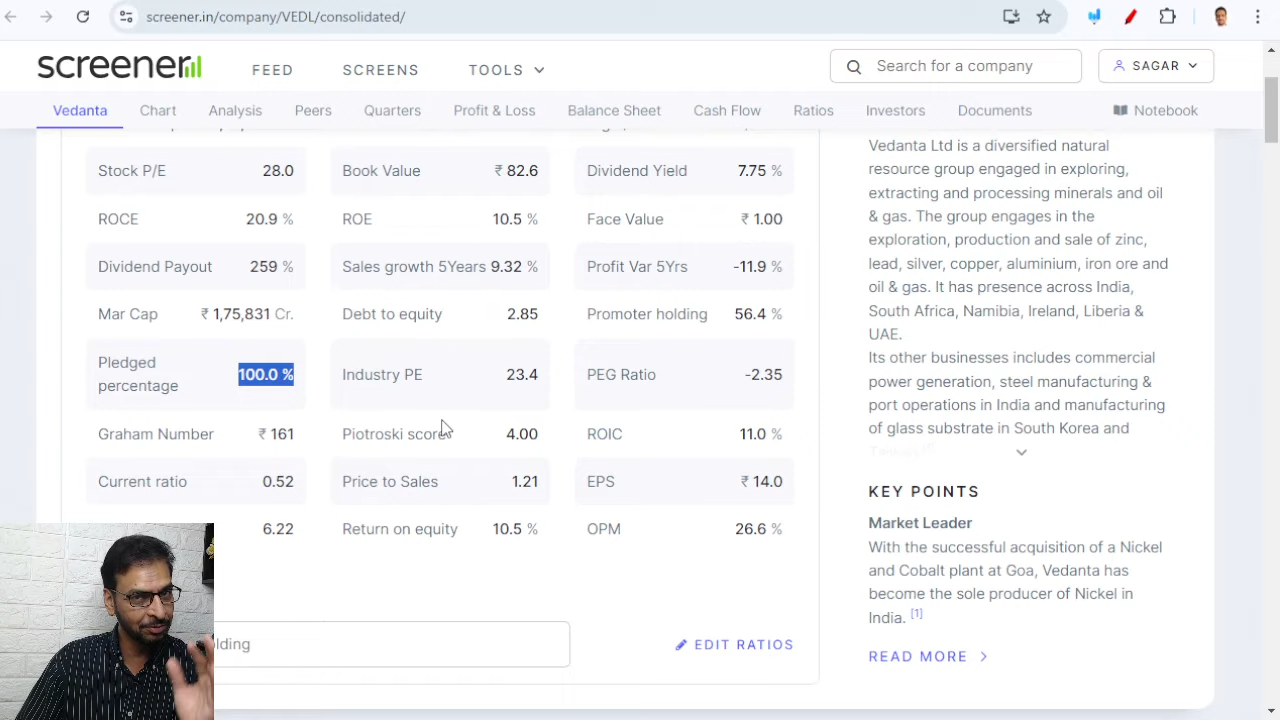 screener.in/company/VEDL/consolidated/
screener
FEED
SCREENS
TOOLS
Search for a company
SAGAR
Vedanta
Chart
Analysis
Peers
Quarters
Profit & Loss
Balance Sheet
Cash Flow
Ratios
Investors
Documents
Notebook
Stock P/E 28.0
Book Value ₹ 82.6
Dividend Yield 7.75 %
ROCE 20.9 %
ROE 10.5 %
Face Value ₹ 1.00
Dividend Payout 259 %
Sales growth 5Years 9.32 %
Profit Var 5Yrs -11.9 %
Mar Cap ₹ 1,75,831 Cr.
Debt to equity 2.85
Promoter holding 56.4 %
Pledged
percentage 100.0 %
Industry PE 23.4
PEG Ratio -2.35
Graham Number ₹ 161
Piotroski score 4.00
ROIC 11.0 %
Current ratio 0.52
Price to Sales 1.21
EPS ₹ 14.0
6.22
Return on equity 10.5 %
OPM 26.6 %
EDIT RATIOS
Vedanta Ltd is a diversified natural
resource group engaged in exploring,
extracting and processing minerals and oil
& gas. The group engages in the
exploration, production and sale of zinc,
lead, silver, copper, aluminium, iron ore and
oil & gas. It has presence across India,
South Africa, Namibia, Ireland, Liberia &
UAE.
Its other businesses includes commercial
power generation, steel manufacturing &
port operations in India and manufacturing
of glass substrate in South Korea and
KEY POINTS
Market Leader
With the successful acquisition of a Nickel
and Cobalt plant at Goa, Vedanta has
become the sole producer of Nickel in
India. [1]
READ MORE